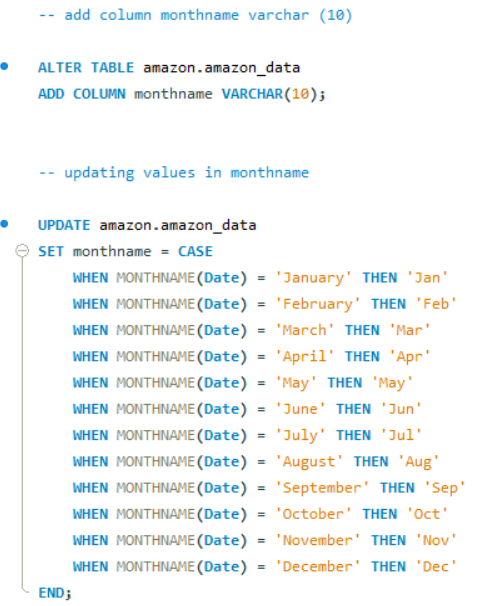 -- add column monthname varchar (10)
ALTER TABLE amazon.amazon_data
ADD COLUMN monthname VARCHAR(10);
-- updating values in monthname
UPDATE amazon.amazon_data
SET monthname = CASE
WHEN MONTHNAME(Date) = 'January' THEN 'Jan'
WHEN MONTHNAME(Date) = 'February' THEN 'Feb'
WHEN MONTHNAME(Date) = 'March' THEN 'Mar'
WHEN MONTHNAME(Date) = 'April' THEN 'Apr'
WHEN MONTHNAME(Date) = 'May' THEN 'May'
WHEN MONTHNAME(Date) = 'June' THEN 'Jun'
WHEN MONTHNAME(Date) = 'July' THEN 'Jul'
WHEN MONTHNAME(Date) = 'August' THEN 'Aug'
WHEN MONTHNAME(Date) = 'September' THEN 'Sep'
WHEN MONTHNAME(Date) = 'October' THEN 'Oct'
WHEN MONTHNAME(Date) = 'November' THEN 'Nov'
WHEN MONTHNAME(Date) = 'December' THEN 'Dec'
END;